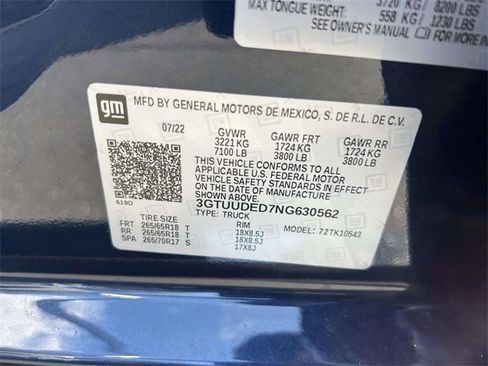 3720 KG/ 8200 LBS
MAX TONGUE WEIGHT: 558 KG/ 1230 LBS
SEE OWNER'S MANUAL FOR
gm
MFD BY GENERAL MOTORS DE MEXICO, S. DE R.L. DE C.V.
07/22 GVWR GAWR FRT GAWR RR
3221 KG 1724 KG 1724 KG
7100 LB 3800 LB 3800 LB
THIS VEHICLE CONFORMS TO ALL
APPLICABLE U.S. FEDERAL MOTOR
VEHICLE SAFETY STANDARDS IN
EFFECT ON THE DATE OF MANUFACTURE
SHOWN ABOVE.
619D
3GTUUDED7NG630562
TYPE: TRUCK MODEL: 72TK10543
TIRE SIZE RIM
FRT 265/65R18 T 18X8.5J
RR 265/65R18 T 18X8.5J
SPA 265/70R17 S 17X8J